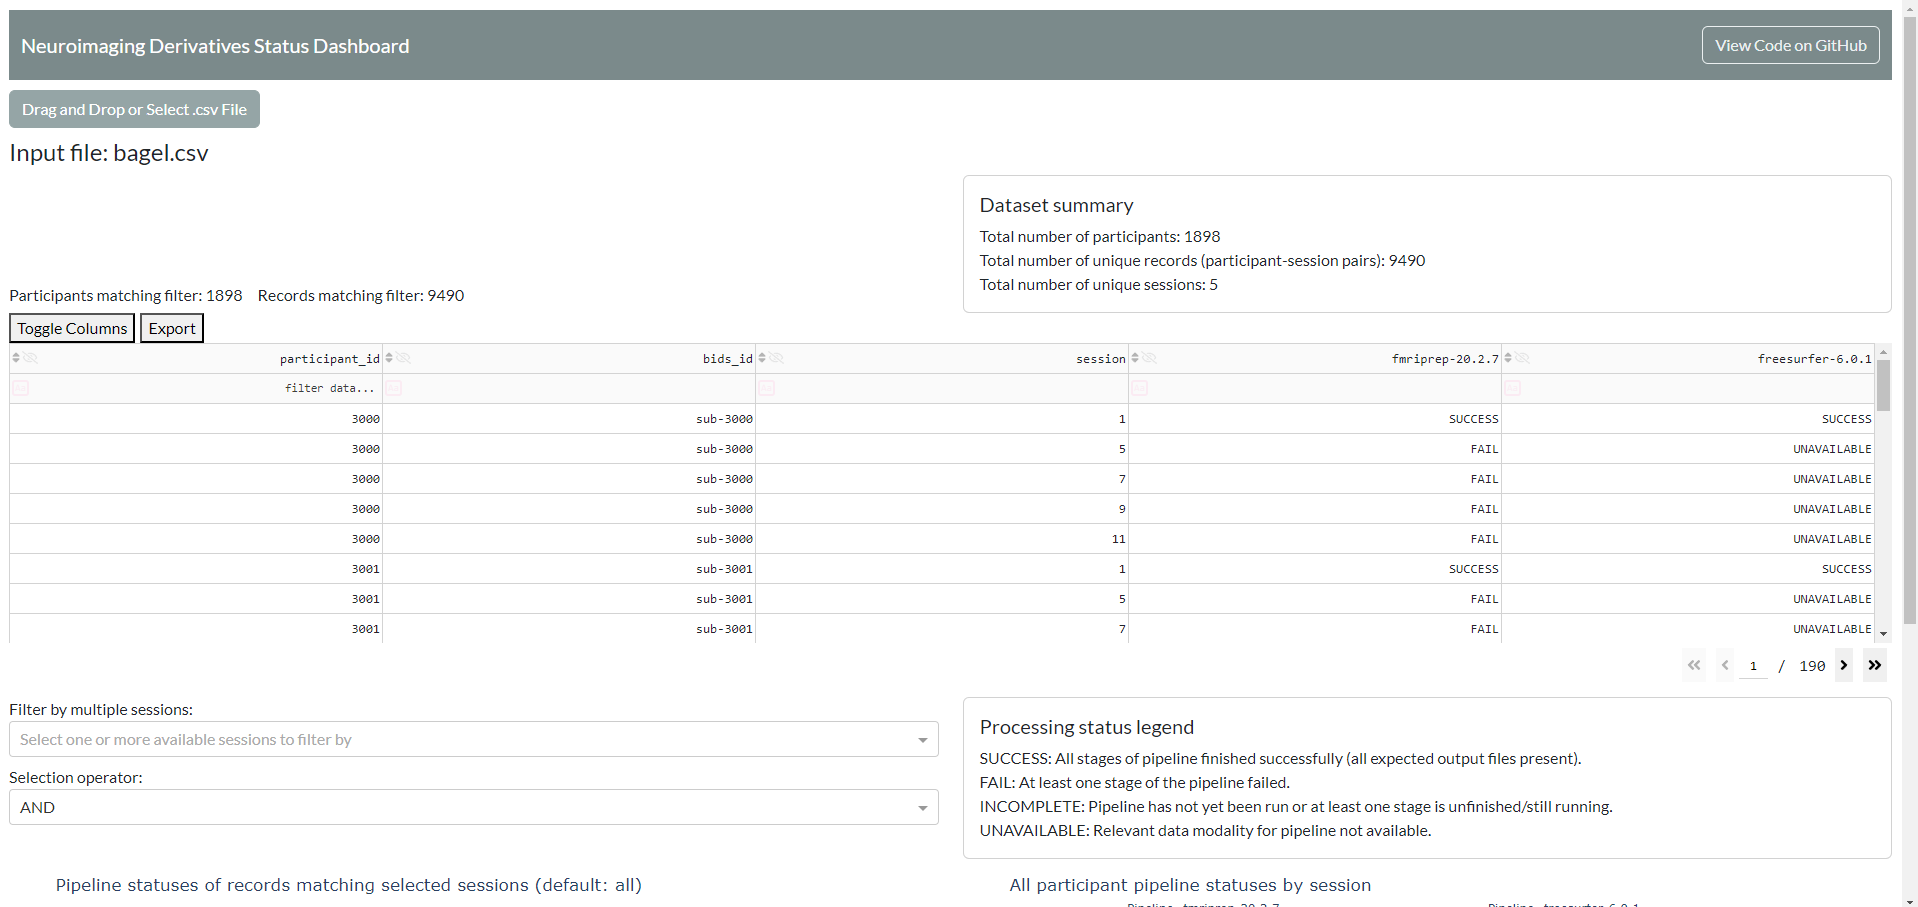 Neuroimaging Derivatives Status Dashboard
View Code on GitHub
Drag and Drop or Select .csv File
Input file: bagel.csv
Dataset summary
Total number of participants: 1898
Total number of unique records (participant-session pairs): 9490
Total number of unique sessions: 5
Participants matching filter: 1898 Records matching filter: 9490
Toggle Columns Export
participant_id bids_id session fmriprep-20.2.7 freesurfer-6.0.1
filter data...
3000 sub-3000 1 SUCCESS SUCCESS
3000 sub-3000 5 FAIL UNAVAILABLE
3000 sub-3000 7 FAIL UNAVAILABLE
3000 sub-3000 9 FAIL UNAVAILABLE
3000 sub-3000 11 FAIL UNAVAILABLE
3001 sub-3001 1 SUCCESS SUCCESS
3001 sub-3001 5 FAIL UNAVAILABLE
3001 sub-3001 7 FAIL UNAVAILABLE
1 / 190
Filter by multiple sessions:
Select one or more available sessions to filter by
Selection operator:
AND
Processing status legend
SUCCESS: All stages of pipeline finished successfully (all expected output files present).
FAIL: At least one stage of the pipeline failed.
INCOMPLETE: Pipeline has not yet been run or at least one stage is unfinished/still running.
UNAVAILABLE: Relevant data modality for pipeline not available.
Pipeline statuses of records matching selected sessions (default: all)
All participant pipeline statuses by session